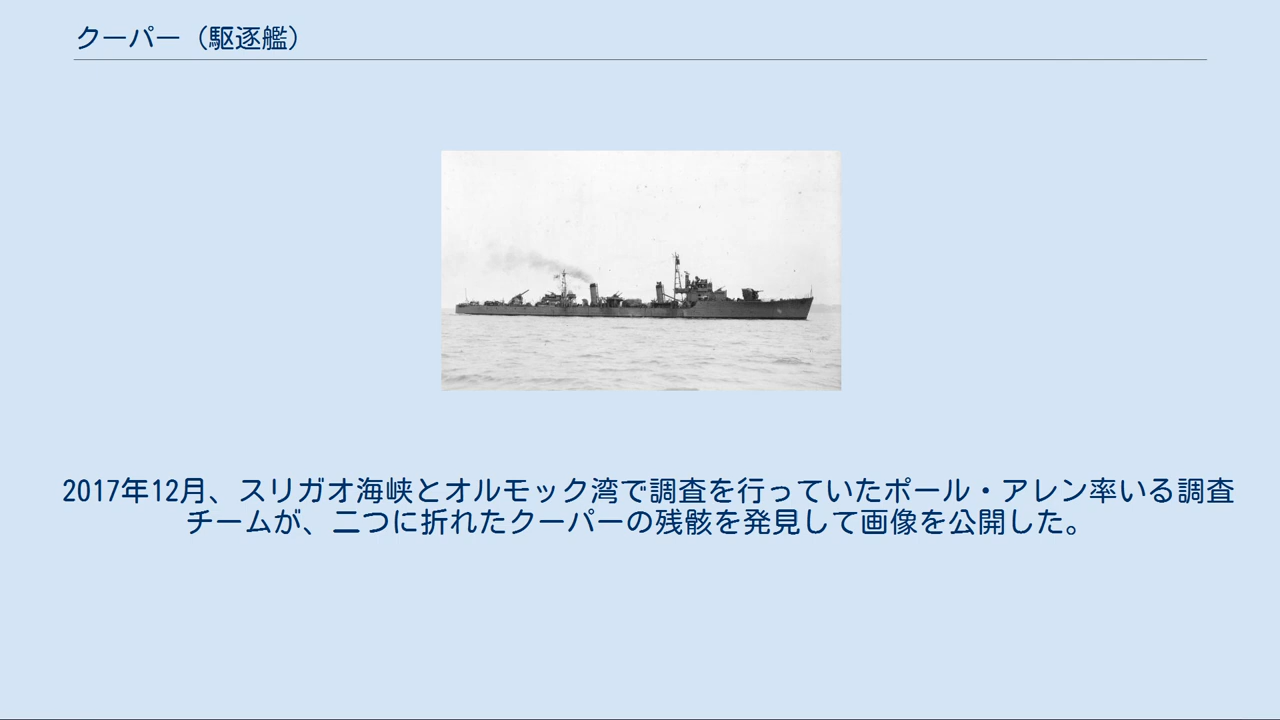 クーパー（駆逐艦）
2017年12月、スリガオ海峡とオルモック湾で調査を行っていたポール・アレン率いる調査
チームが、二つに折れたクーパーの残骸を発見して画像を公開した。